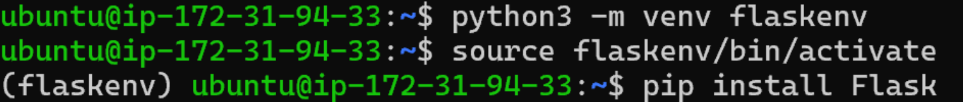 ubuntu@ip-172-31-94-33:~$ python3 -m venv flaskenv
ubuntu@ip-172-31-94-33:~$ source flaskenv/bin/activate
(flaskenv) ubuntu@ip-172-31-94-33:~$ pip install Flask